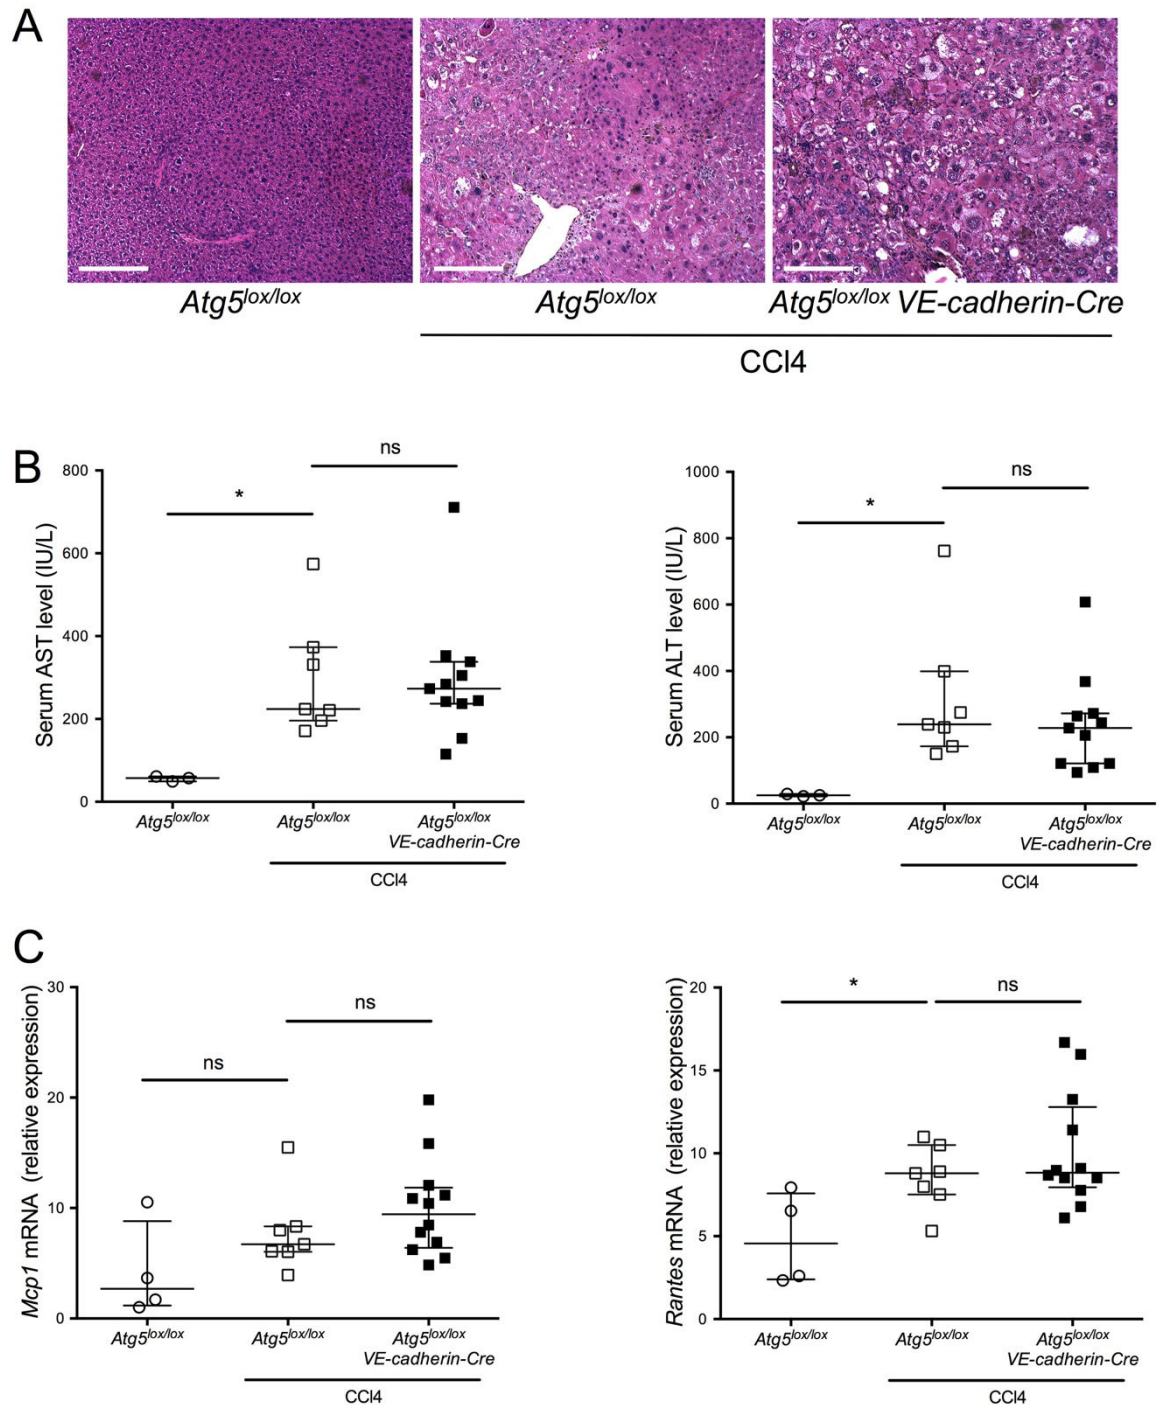 A
Atg5lox/lox
Atg5lox/lox
Atg5lox/lox VE-cadherin-Cre
CCl4
B
Serum AST level (IU/L)
800
600
400
200
0
*
ns
Atg5lox/lox
Atg5lox/lox
Atg5lox/lox
VE-cadherin-Cre
CCl4
Serum ALT level (IU/L)
1000
800
600
400
200
0
*
ns
Atg5lox/lox
Atg5lox/lox
Atg5lox/lox
VE-cadherin-Cre
CCl4
C
Mcp1 mRNA (relative expression)
30
20
10
0
ns
ns
Atg5lox/lox
Atg5lox/lox
Atg5lox/lox
VE-cadherin-Cre
CCl4
Rantes mRNA (relative expression)
20
15
10
5
0
*
ns
Atg5lox/lox
Atg5lox/lox
Atg5lox/lox
VE-cadherin-Cre
CCl4